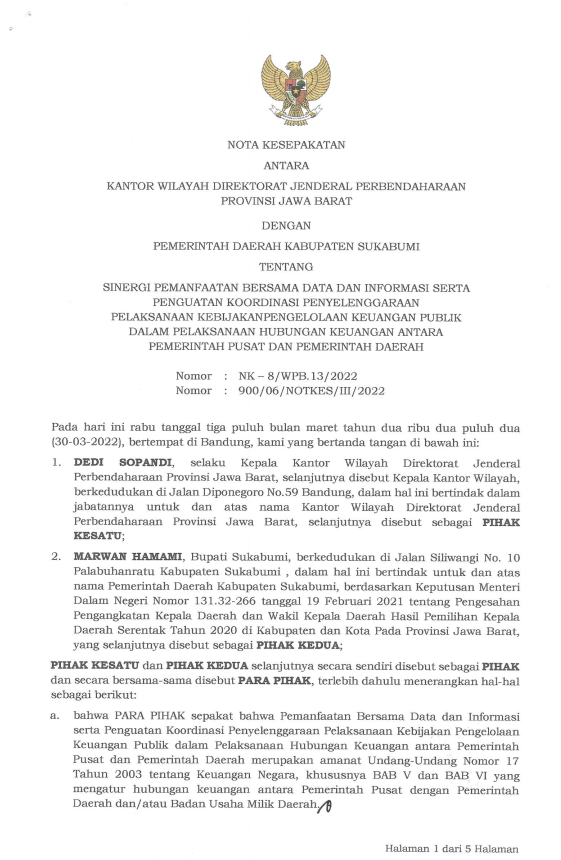 NOTA KESEPAKATAN
ANTARA
KANTOR WILAYAH DIREKTORAT JENDERAL PERBENDAHARAAN
PROVINSI JAWA BARAT
DENGAN
PEMERINTAH DAERAH KABUPATEN SUKABUMI
TENTANG
SINERGI PEMANFAATAN BERSAMA DATA DAN INFORMASI SERTA
PENGUATAN KOORDINASI PENYELENGGARAAN
PELAKSANAAN KEBIJAKANPENGELOLAAN KEUANGAN PUBLIK
DALAM PELAKSANAAN HUBUNGAN KEUANGAN ANTARA
PEMERINTAH PUSAT DAN PEMERINTAH DAERAH
Nomor : NK – 8/WPB.13/2022
Nomor : 900/06/NOTKES/III/2022
Pada hari ini rabu tanggal tiga puluh bulan maret tahun dua ribu dua puluh dua
(30-03-2022), bertempat di Bandung, kami yang bertanda tangan di bawah ini:
1. DEDI SOPANDI, selaku Kepala Kantor Wilayah Direktorat Jenderal
Perbendaharaan Provinsi Jawa Barat, selanjutnya disebut Kepala Kantor Wilayah,
berkedudukan di Jalan Diponegoro No.59 Bandung, dalam hal ini bertindak dalam
jabatannya untuk dan atas nama Kantor Wilayah Direktorat Jenderal
Perbendaharaan Provinsi Jawa Barat, selanjutnya disebut sebagai PIHAK
KESATU;
2. MARWAN HAMAMI, Bupati Sukabumi, berkedudukan di Jalan Siliwangi No. 10
Palabuhanratu Kabupaten Sukabumi , dalam hal ini bertindak untuk dan atas
nama Pemerintah Daerah Kabupaten Sukabumi, berdasarkan Keputusan Menteri
Dalam Negeri Nomor 131.32-266 tanggal 19 Februari 2021 tentang Pengesahan
Pengangkatan Kepala Daerah dan Wakil Kepala Daerah Hasil Pemilihan Kepala
Daerah Serentak Tahun 2020 di Kabupaten dan Kota Pada Provinsi Jawa Barat,
yang selanjutnya disebut sebagai PIHAK KEDUA;
PIHAK KESATU dan PIHAK KEDUA selanjutnya secara sendiri disebut sebagai PIHAK
dan secara bersama-sama disebut PARA PIHAK, terlebih dahulu menerangkan hal-hal
sebagai berikut:
a. bahwa PARA PIHAK sepakat bahwa Pemanfaatan Bersama Data dan Informasi
serta Penguatan Koordinasi Penyelenggaraan Pelaksanaan Kebijakan Pengelolaan
Keuangan Publik dalam Pelaksanaan Hubungan Keuangan antara Pemerintah
Pusat dan Pemerintah Daerah merupakan amanat Undang-Undang Nomor 17
Tahun 2003 tentang Keuangan Negara, khususnya BAB V dan BAB VI yang
mengatur hubungan keuangan antara Pemerintah Pusat dengan Pemerintah
Daerah dan/atau Badan Usaha Milik Daerah.
Halaman 1 dari 5 Halaman